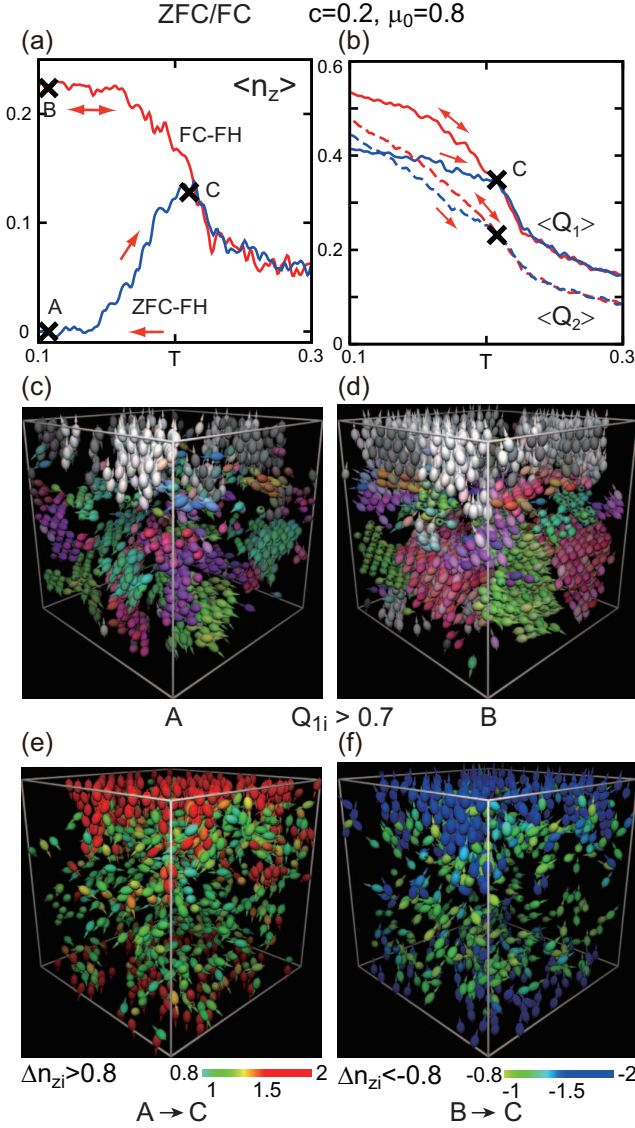 ZFC/FC c=0.2, μ0=0.8
(a) (b)
<nz>
0.2
B
FC-FH
0.1
C
A
ZFC-FH
0
0.1 T 0.3
0.6
0.4
C
<Q1>
0.2
<Q2>
0
0.1 T 0.3
(c) (d)
A Q1i > 0.7 B
(e) (f)
Δnzi>0.8 0.8 1 1.5 2
Δnzi<-0.8 -0.8 -1 -1.5 -2
A → C B → C